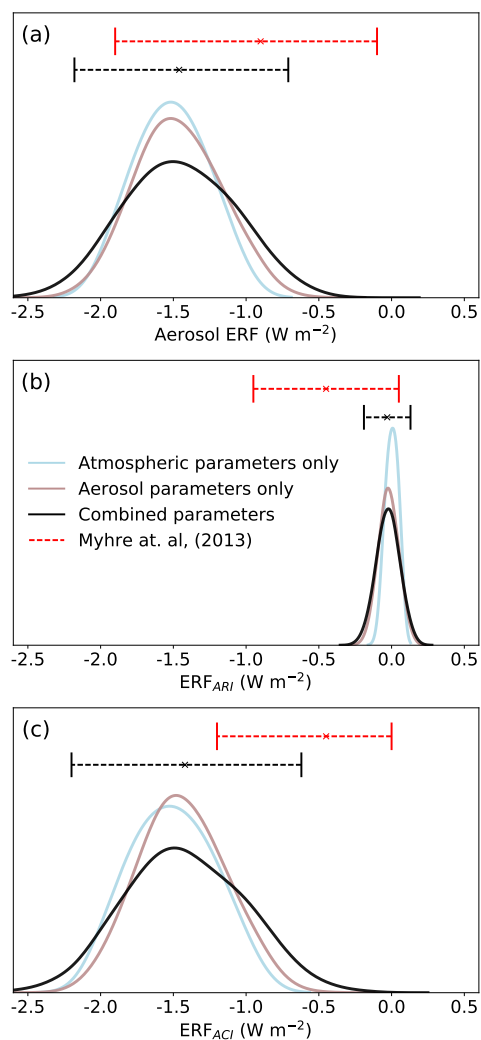 (a)
-2.5 -2.0 -1.5 -1.0 -0.5 0.0 0.5
Aerosol ERF (W m⁻²)
(b)
Atmospheric parameters only
Aerosol parameters only
Combined parameters
Myhre at. al, (2013)
-2.5 -2.0 -1.5 -1.0 -0.5 0.0 0.5
ERF_ARI (W m⁻²)
(c)
-2.5 -2.0 -1.5 -1.0 -0.5 0.0 0.5
ERF_ACI (W m⁻²)